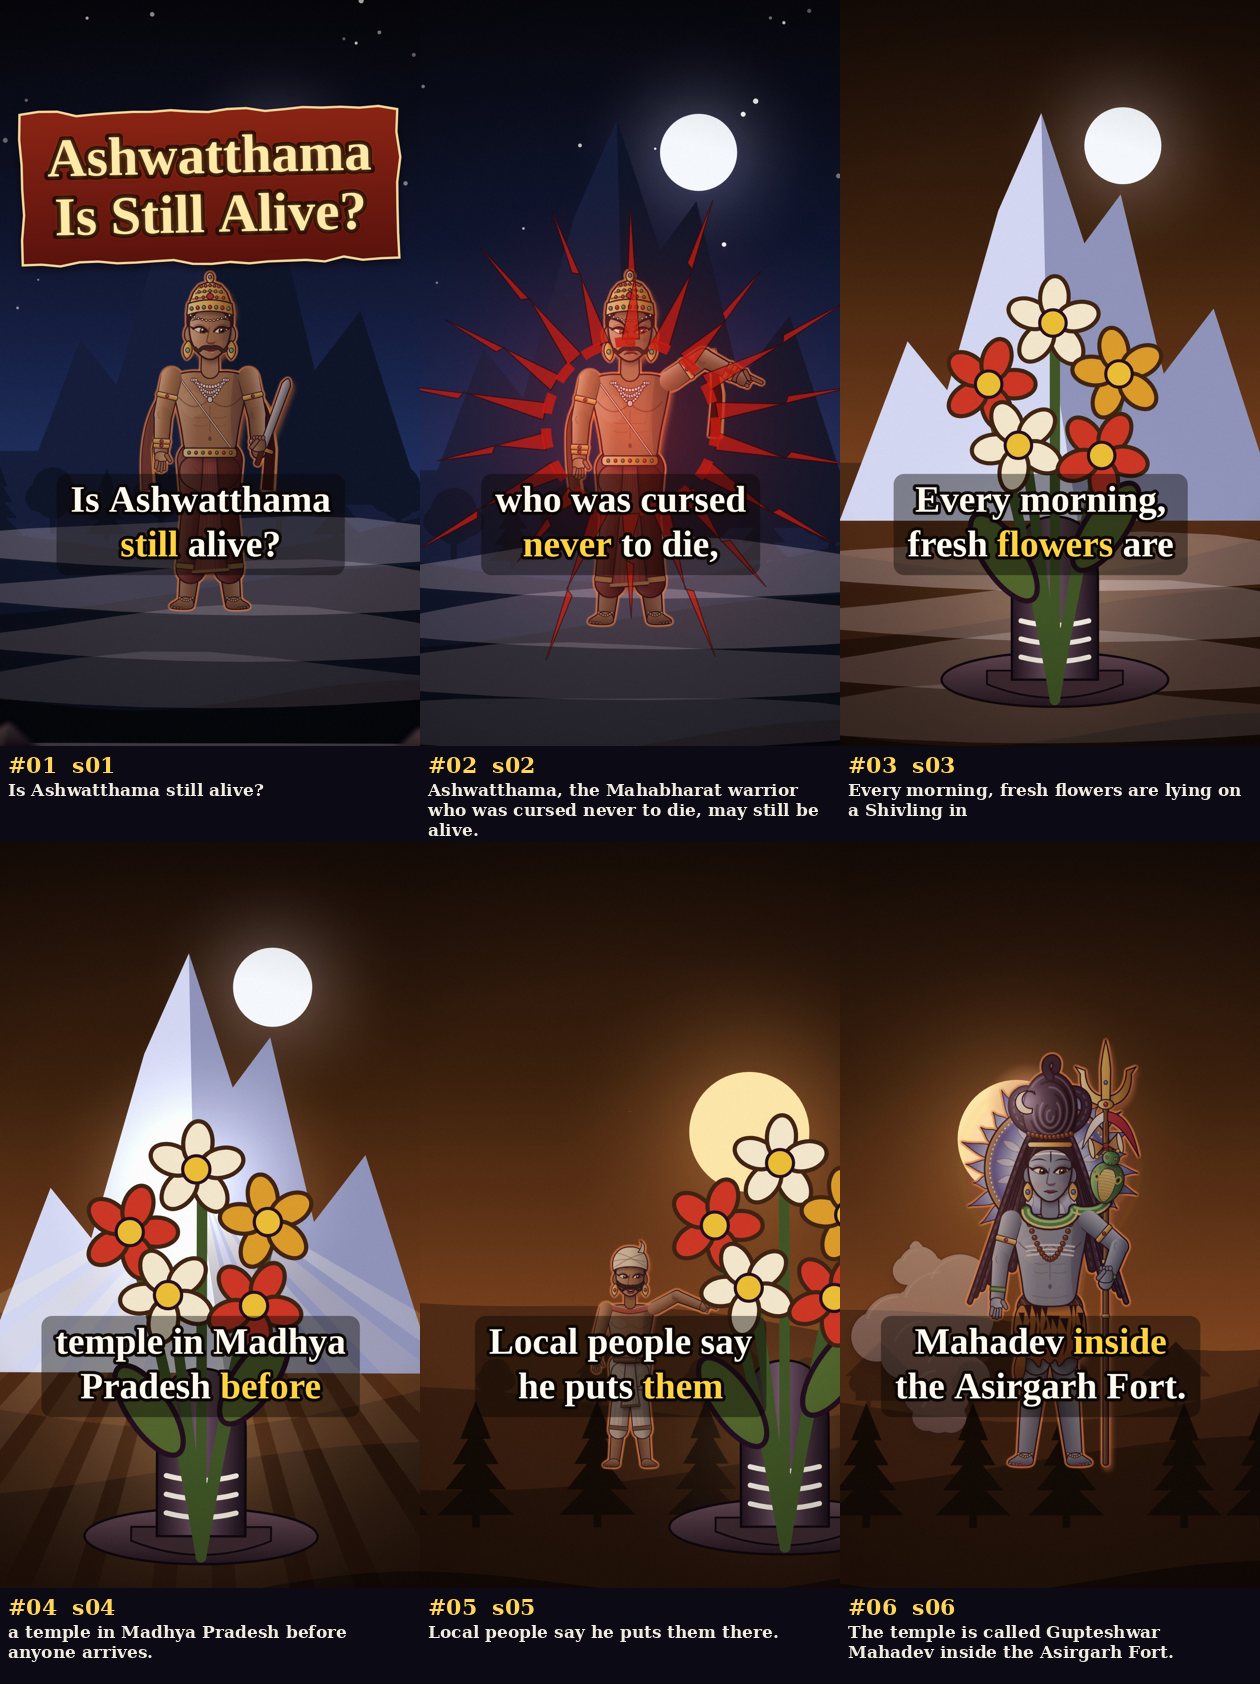 Ashwatthama
Is Still Alive?
Is Ashwatthama
still alive?
who was cursed
never to die,
Every morning,
fresh flowers are
#01 s01
Is Ashwatthama still alive?
#02 s02
Ashwatthama, the Mahabharat warrior
who was cursed never to die, may still be
alive.
#03 s03
Every morning, fresh flowers are lying on
a Shivling in
temple in Madhya
Pradesh before
Local people say
he puts them
Mahadev inside
the Asirgarh Fort.
#04 s04
a temple in Madhya Pradesh before
anyone arrives.
#05 s05
Local people say he puts them there.
#06 s06
The temple is called Gupteshwar
Mahadev inside the Asirgarh Fort.